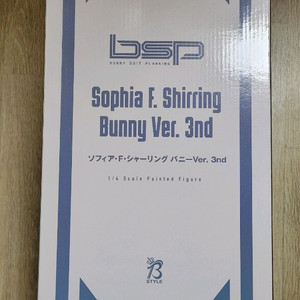 bsp
BUNNY SUIT PLANNING
Sophia F. Shirring
Bunny Ver. 3nd
ソフィア・F・シャーリング バニーVer. 3nd
1/4 Scale Painted Figure
B
STYLE